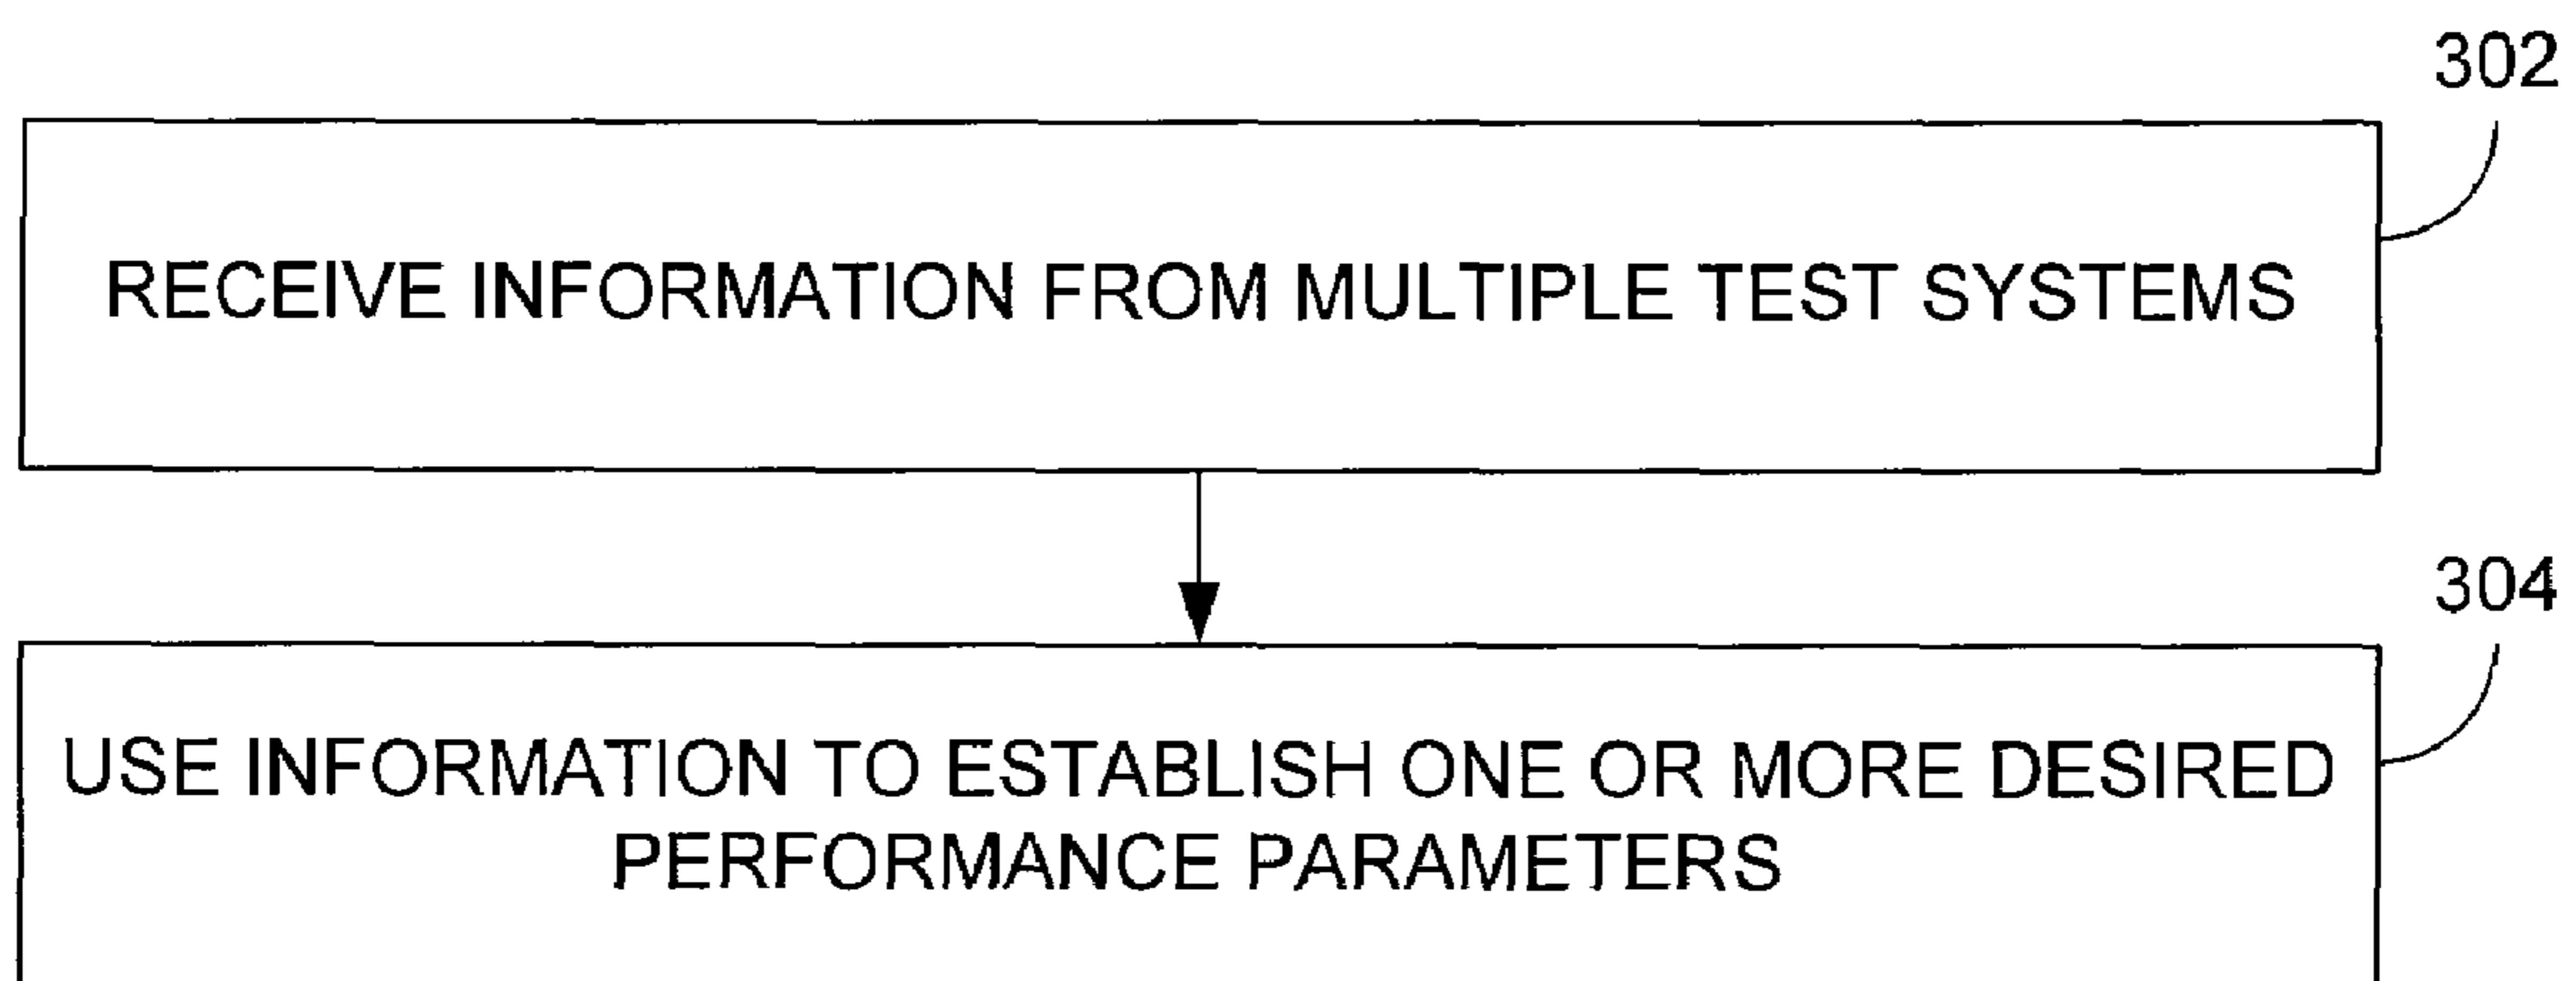 302
RECEIVE INFORMATION FROM MULTIPLE TEST SYSTEMS
304
USE INFORMATION TO ESTABLISH ONE OR MORE DESIRED
PERFORMANCE PARAMETERS